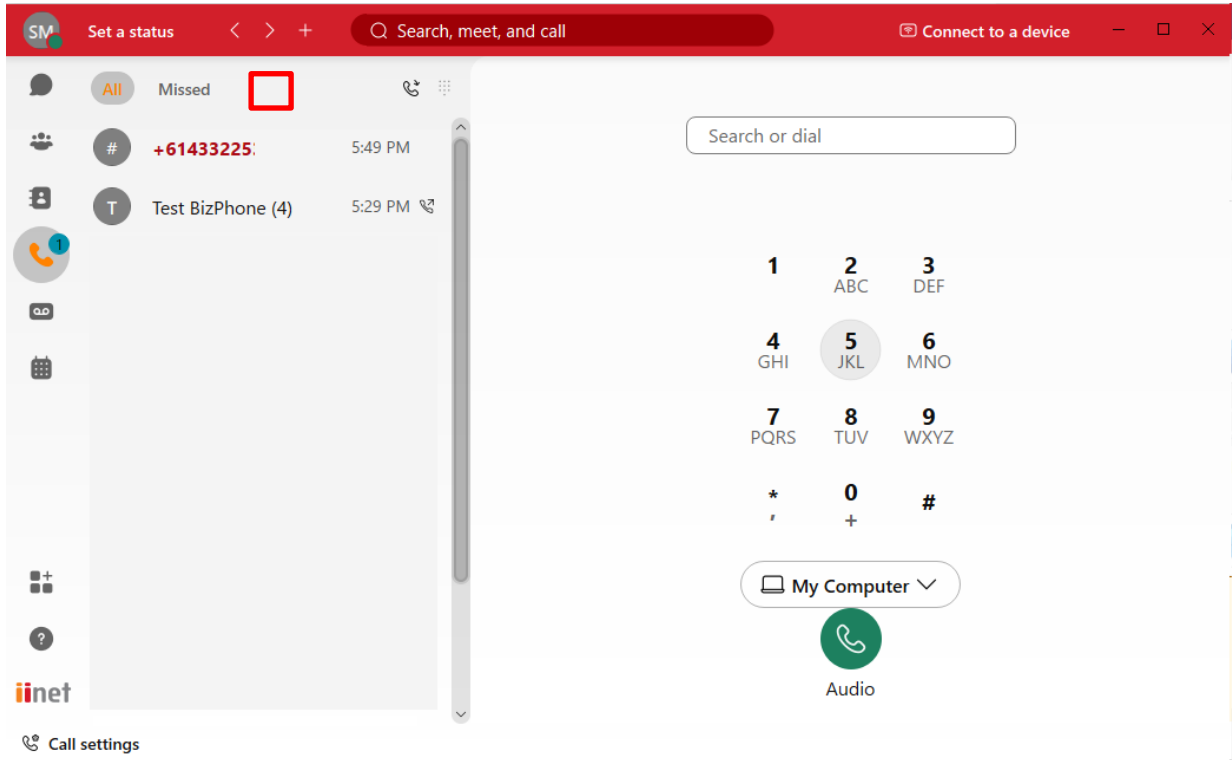 SM Set a status Search, meet, and call Connect to a device
All Missed
# +61433225 5:49 PM
T Test BizPhone (4) 5:29 PM
1
Search or dial
1 2 3
ABC DEF
4 5 6
GHI JKL MNO
7 8 9
PQRS TUV WXYZ
* 0 #
, +
My Computer
Audio
?
iinet
Call settings